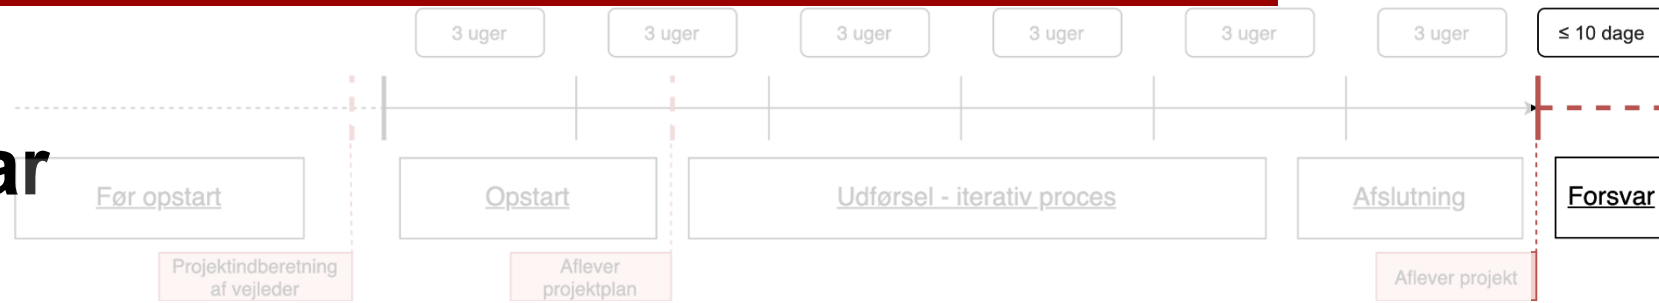 3 uger 3 uger 3 uger 3 uger 3 uger 3 uger ≤ 10 dage
ar
Før opstart Opstart Udførsel - iterativ proces Afslutning Forsvar
Projektindberetning
af vejleder
Aflever
projektplan
Aflever projekt